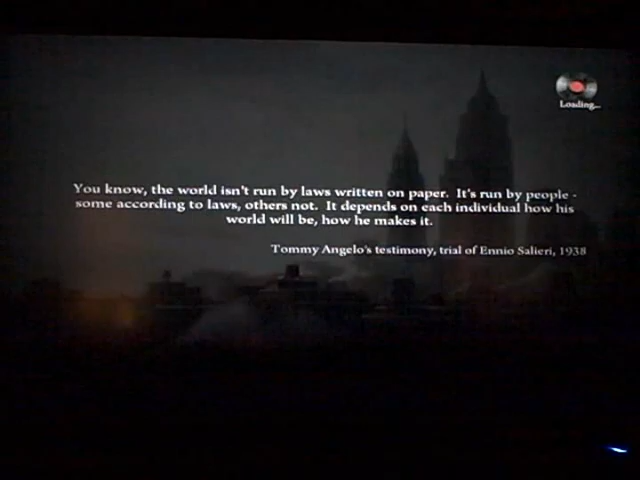 Loading...
You know, the world isn't run by laws written on paper. It's run by people -
some according to laws, others not. It depends on each individual how his
world will be, how he makes it.
Tommy Angelo's testimony, trial of Ennio Salieri, 1938